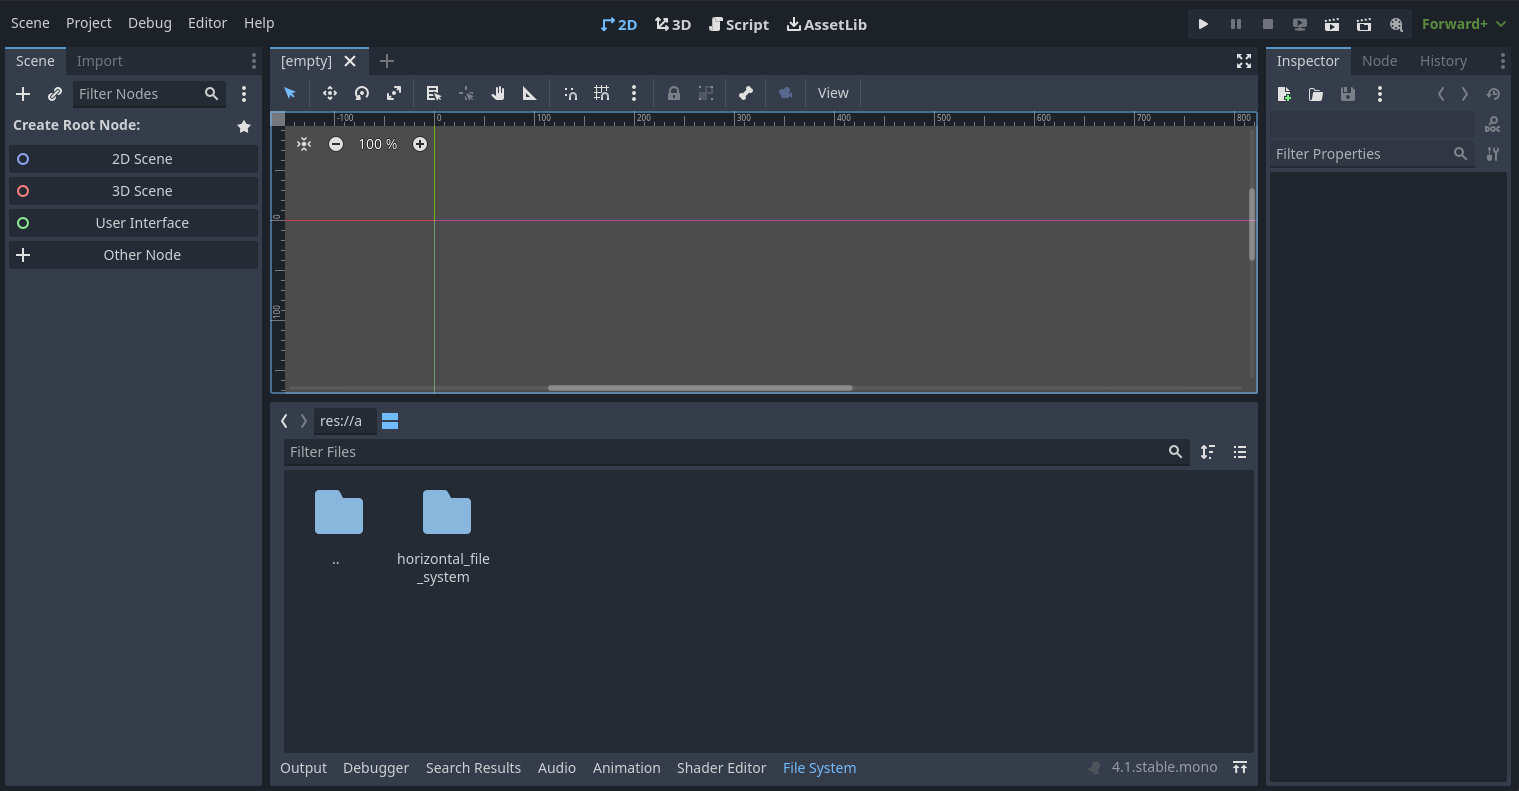 Scene Project Debug Editor Help 2D 3D Script AssetLib Forward+
Scene Import [empty] Inspector Node History
Filter Nodes View
-100 0 100 200 300 400 500 600 700 800
Create Root Node:
100 % Filter Properties
2D Scene
3D Scene
User Interface
Other Node
0
100
DOC
res://a
Filter Files
..
horizontal_file
_system
Output Debugger Search Results Audio Animation Shader Editor File System 4.1.stable.mono